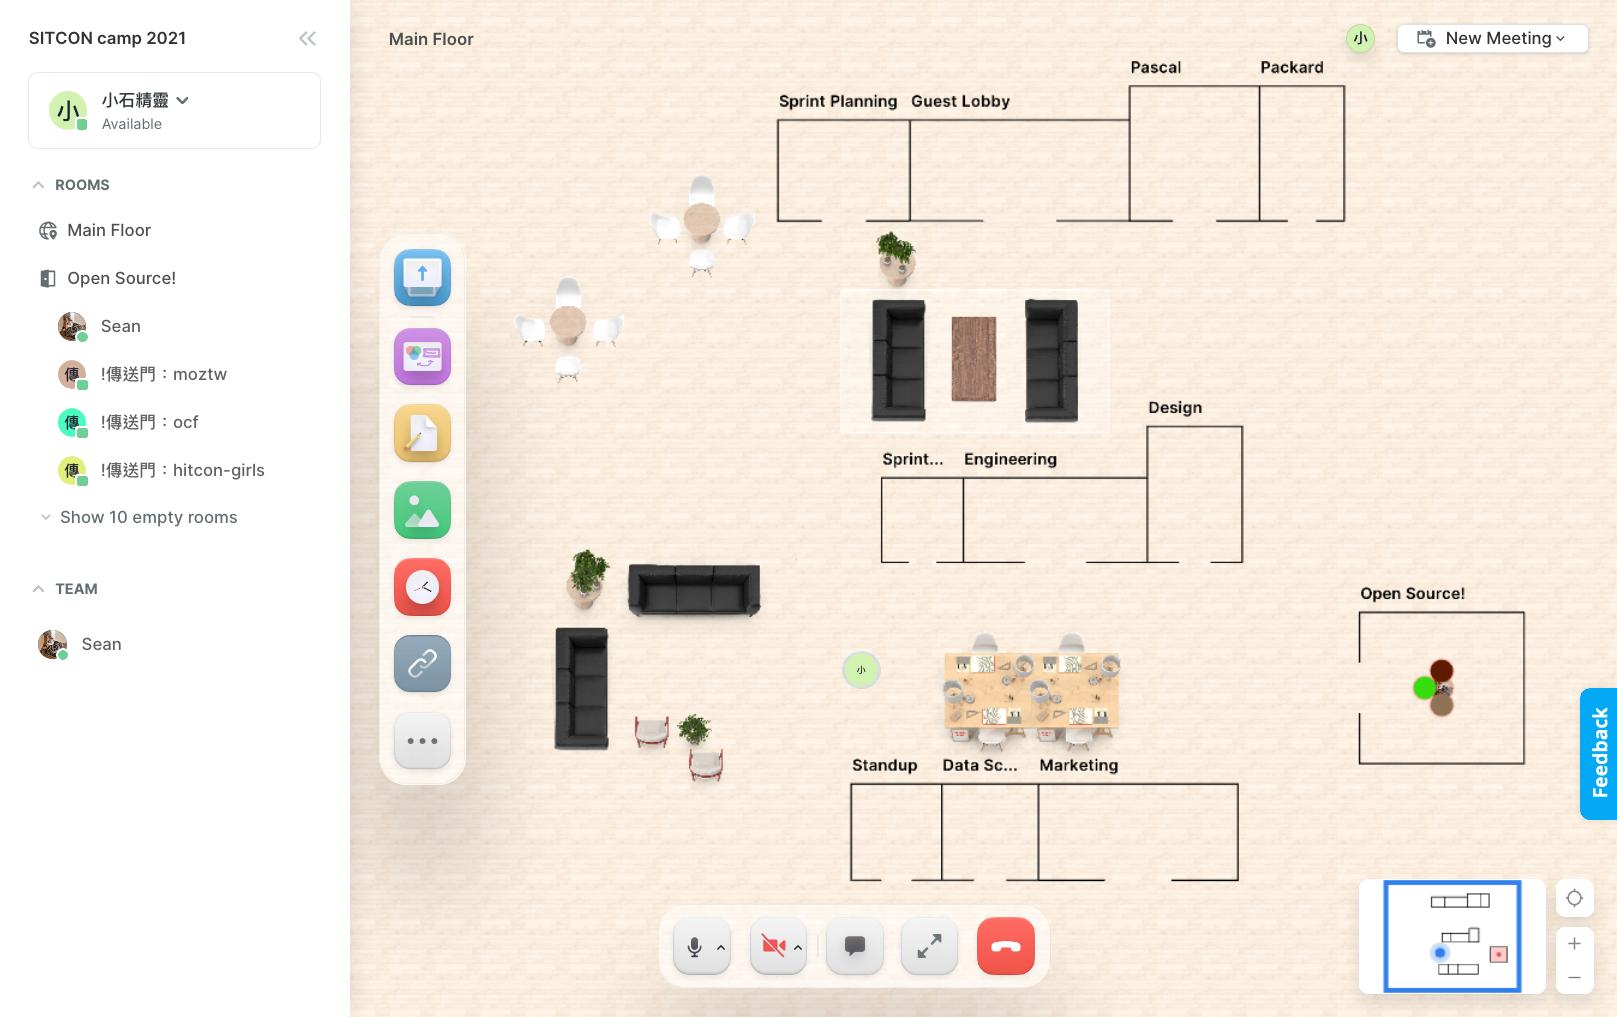 SITCON camp 2021
小
小石精靈
Available
ROOMS
Main Floor
Open Source!
Sean
傳 !傳送門：moztw
傳 !傳送門：ocf
傳 !傳送門：hitcon-girls
Show 10 empty rooms
TEAM
Sean
Main Floor
小
New Meeting
Pascal
Packard
Sprint Planning
Guest Lobby
Design
Sprint...
Engineering
Open Source!
小
Standup
Data Sc...
Marketing
Feedback